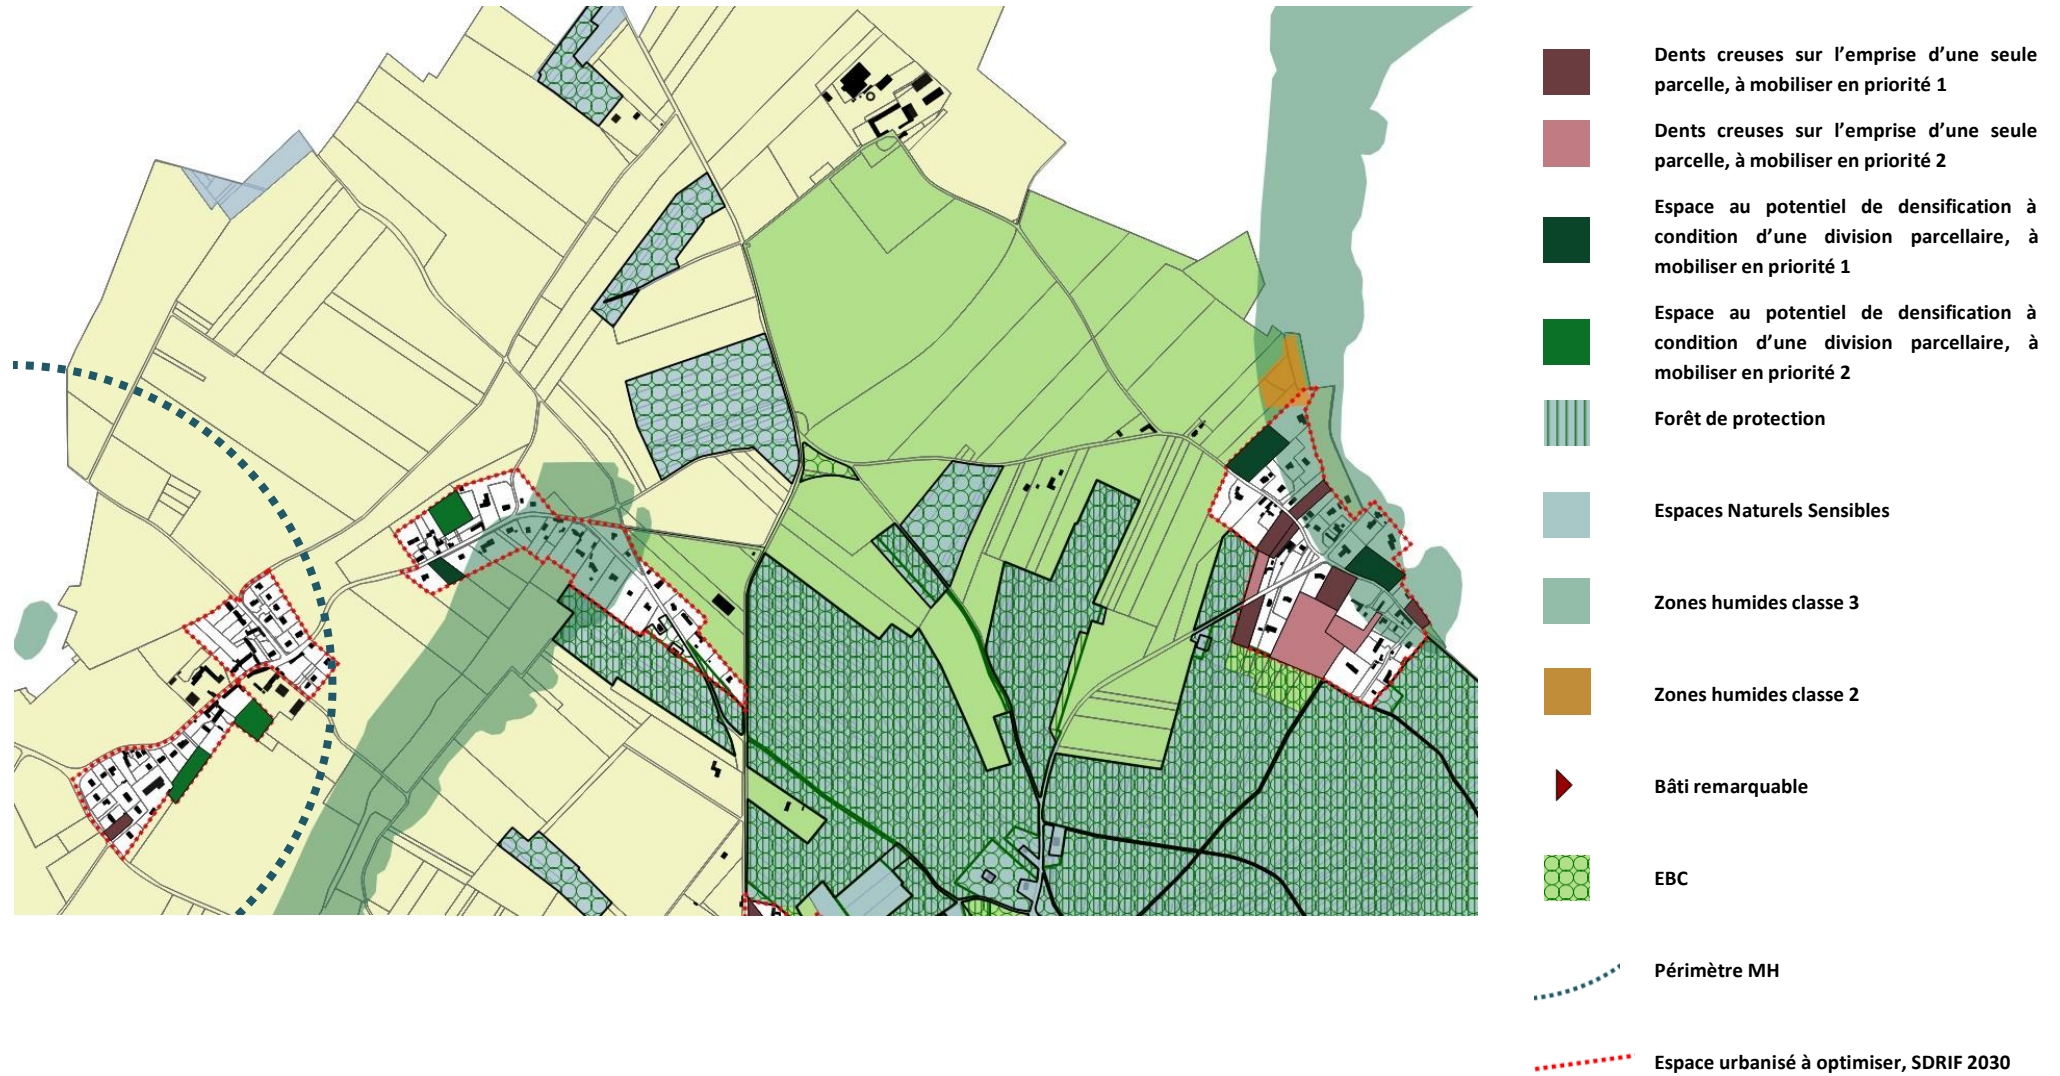 Dents creuses sur l’emprise d’une seule
parcelle, à mobiliser en priorité 1
Dents creuses sur l’emprise d’une seule
parcelle, à mobiliser en priorité 2
Espace au potentiel de densification à
condition d’une division parcellaire, à
mobiliser en priorité 1
Espace au potentiel de densification à
condition d’une division parcellaire, à
mobiliser en priorité 2
Forêt de protection
Espaces Naturels Sensibles
Zones humides classe 3
Zones humides classe 2
Bâti remarquable
EBC
Périmètre MH
Espace urbanisé à optimiser, SDRIF 2030